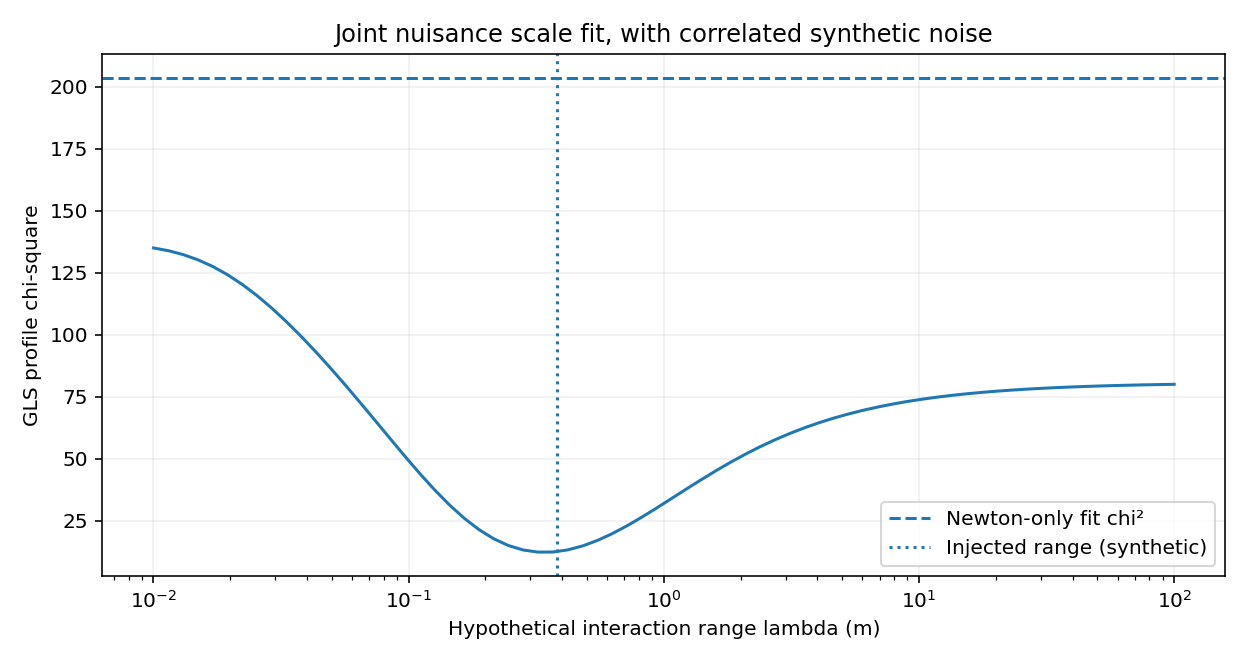 Joint nuisance scale fit, with correlated synthetic noise
GLS profile chi-square
200
175
150
125
100
75
50
25
10⁻²
10⁻¹
10⁰
10¹
10²
Hypothetical interaction range lambda (m)
Newton-only fit chi²
Injected range (synthetic)